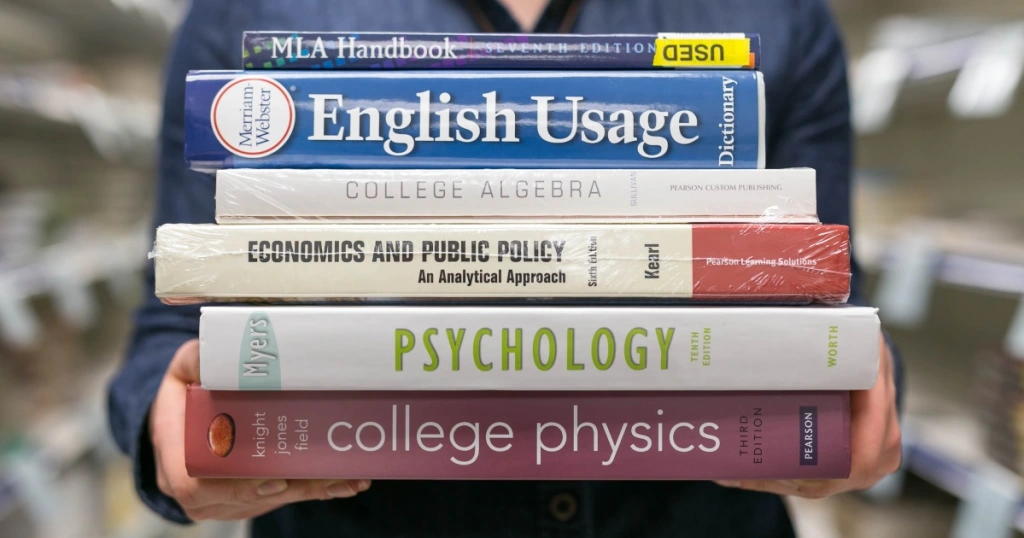 MLA Handbook SEVENTH EDITION USED
Merriam-
Webster
English Usage
Dictionary
COLLEGE ALGEBRA SULLIVAN PEARSON CUSTOM PUBLISHING
ECONOMICS AND PUBLIC POLICY
An Analytical Approach
Sixth Edition
Kearl
Pearson Learning Solutions
Myers
PSYCHOLOGY
TENTH
EDITION
WORTH
knight
jones
field
college physics
THIRD
EDITION
PEARSON